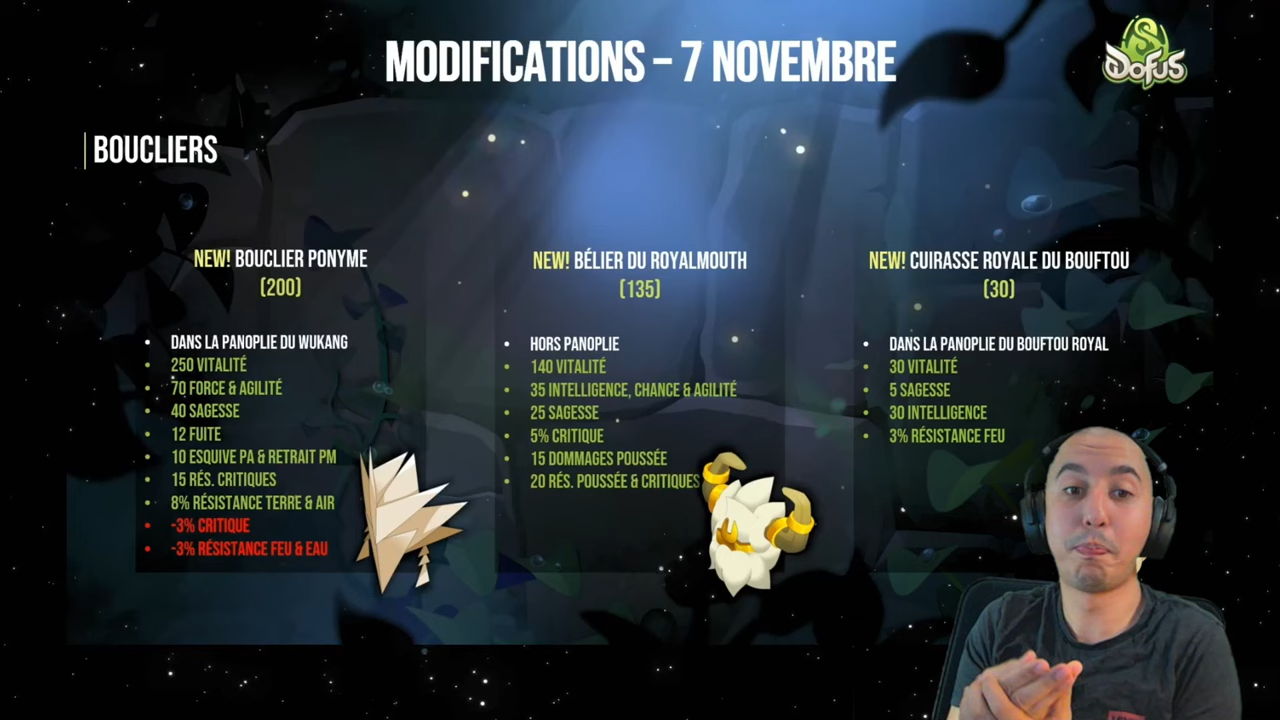 MODIFICATIONS – 7 NOVEMBRE
DOFUS
BOUCLIERS
NEW! BOUCLIER PONYME
(200)
• DANS LA PANOPLIE DU WUKANG
• 250 VITALITÉ
• 70 FORCE & AGILITÉ
• 40 SAGESSE
• 12 FUITE
• 10 ESQUIVE PA & RETRAIT PM
• 15 RÉS. CRITIQUES
• 8% RÉSISTANCE TERRE & AIR
• -3% CRITIQUE
• -3% RÉSISTANCE FEU & EAU
NEW! BÉLIER DU ROYALMOUTH
(135)
• HORS PANOPLIE
• 140 VITALITÉ
• 35 INTELLIGENCE, CHANCE & AGILITÉ
• 25 SAGESSE
• 5% CRITIQUE
• 15 DOMMAGES POUSSÉE
• 20 RÉS. POUSSÉE & CRITIQUES
NEW! CUIRASSE ROYALE DU BOUFTOU
(30)
• DANS LA PANOPLIE DU BOUFTOU ROYAL
• 30 VITALITÉ
• 5 SAGESSE
• 30 INTELLIGENCE
• 3% RÉSISTANCE FEU